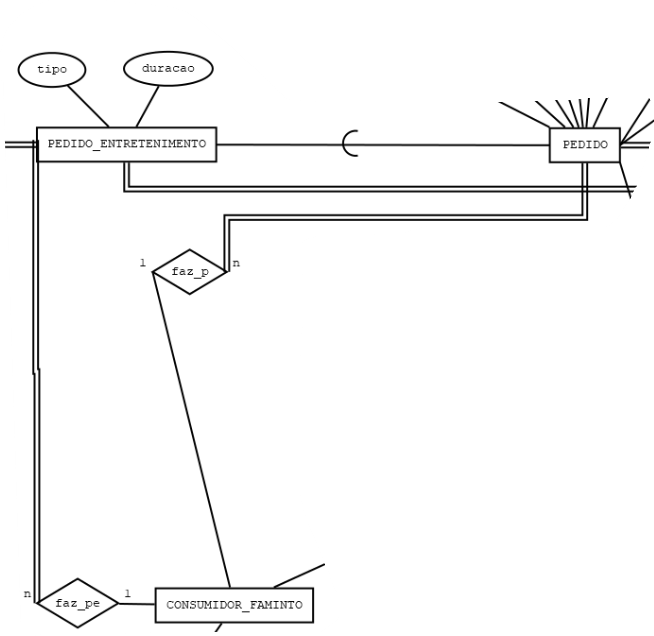 tipo
duracao
PEDIDO_ENTRETENIMENTO
PEDIDO
1
faz_p
n
n
faz_pe
1
CONSUMIDOR_FAMINTO